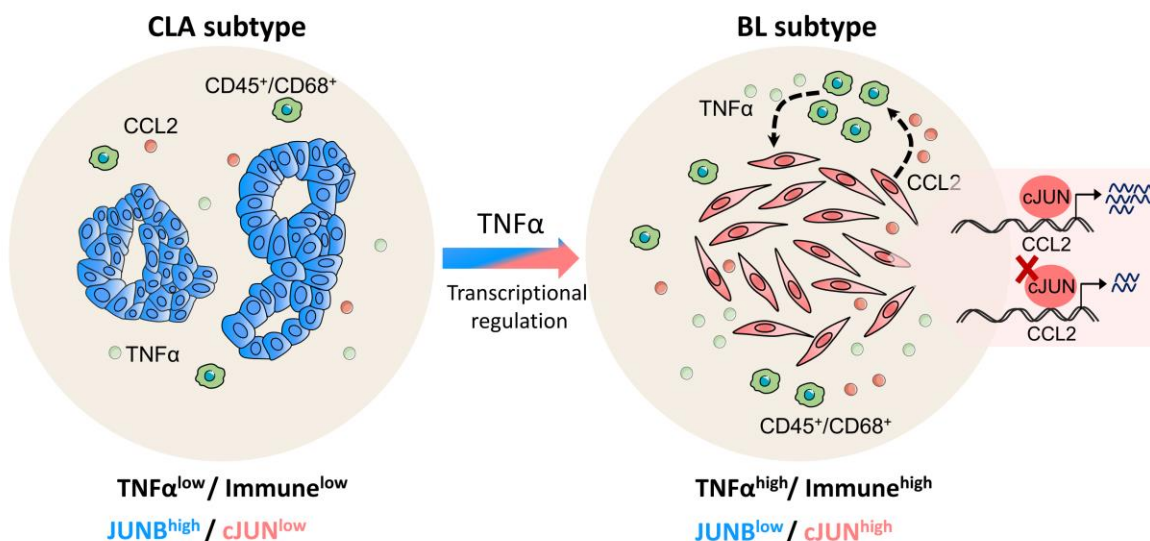 CLA subtype
CD45⁺/CD68⁺
CCL2
TNFα
TNFα
Transcriptional
regulation
BL subtype
TNFα
CCL2
CD45⁺/CD68⁺
cJUN
CCL2
cJUN
CCL2
TNFαˡᵒʷ/ Immuneˡᵒʷ
JUNBʰⁱᵍʰ / cJUNˡᵒʷ
TNFαʰⁱᵍʰ/ Immuneʰⁱᵍʰ
JUNBˡᵒʷ / cJUNʰⁱᵍʰ